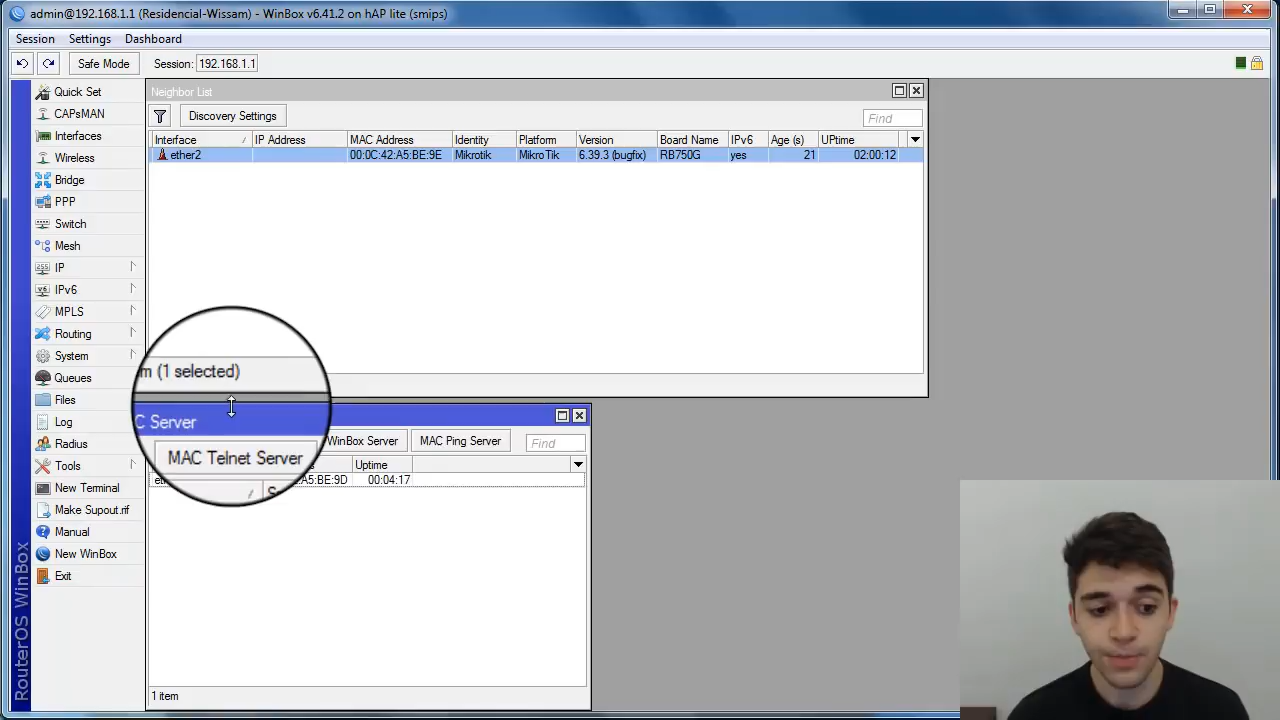 admin@192.168.1.1 (Residencial-Wissam) - WinBox v6.41.2 on hAP lite (smips)
Session Settings Dashboard
Safe Mode Session: 192.168.1.1
Quick Set
CAPsMAN
Interfaces
Wireless
Bridge
PPP
Switch
Mesh
IP
IPv6
MPLS
Routing
System
Queues
Files
Log
Radius
Tools
New Teminal
Make Supout.rif
Manual
New WinBox
Exit
RouterOS WinBox
Neighbor List
Discovery Settings Find
Interface IP Address MAC Address Identity Platform Version Board Name IPv6 Age (s) UPtime
ether2 00:0C:42:A5:BE:9E Mikrotik MikroTik 6.39.3 (bugfix) RB750G yes 21 02:00:12
(1 selected)
Server
MAC Telnet Server WinBox Server MAC Ping Server Find
Uptime
A5:BE:9D 00:04:17
1 item